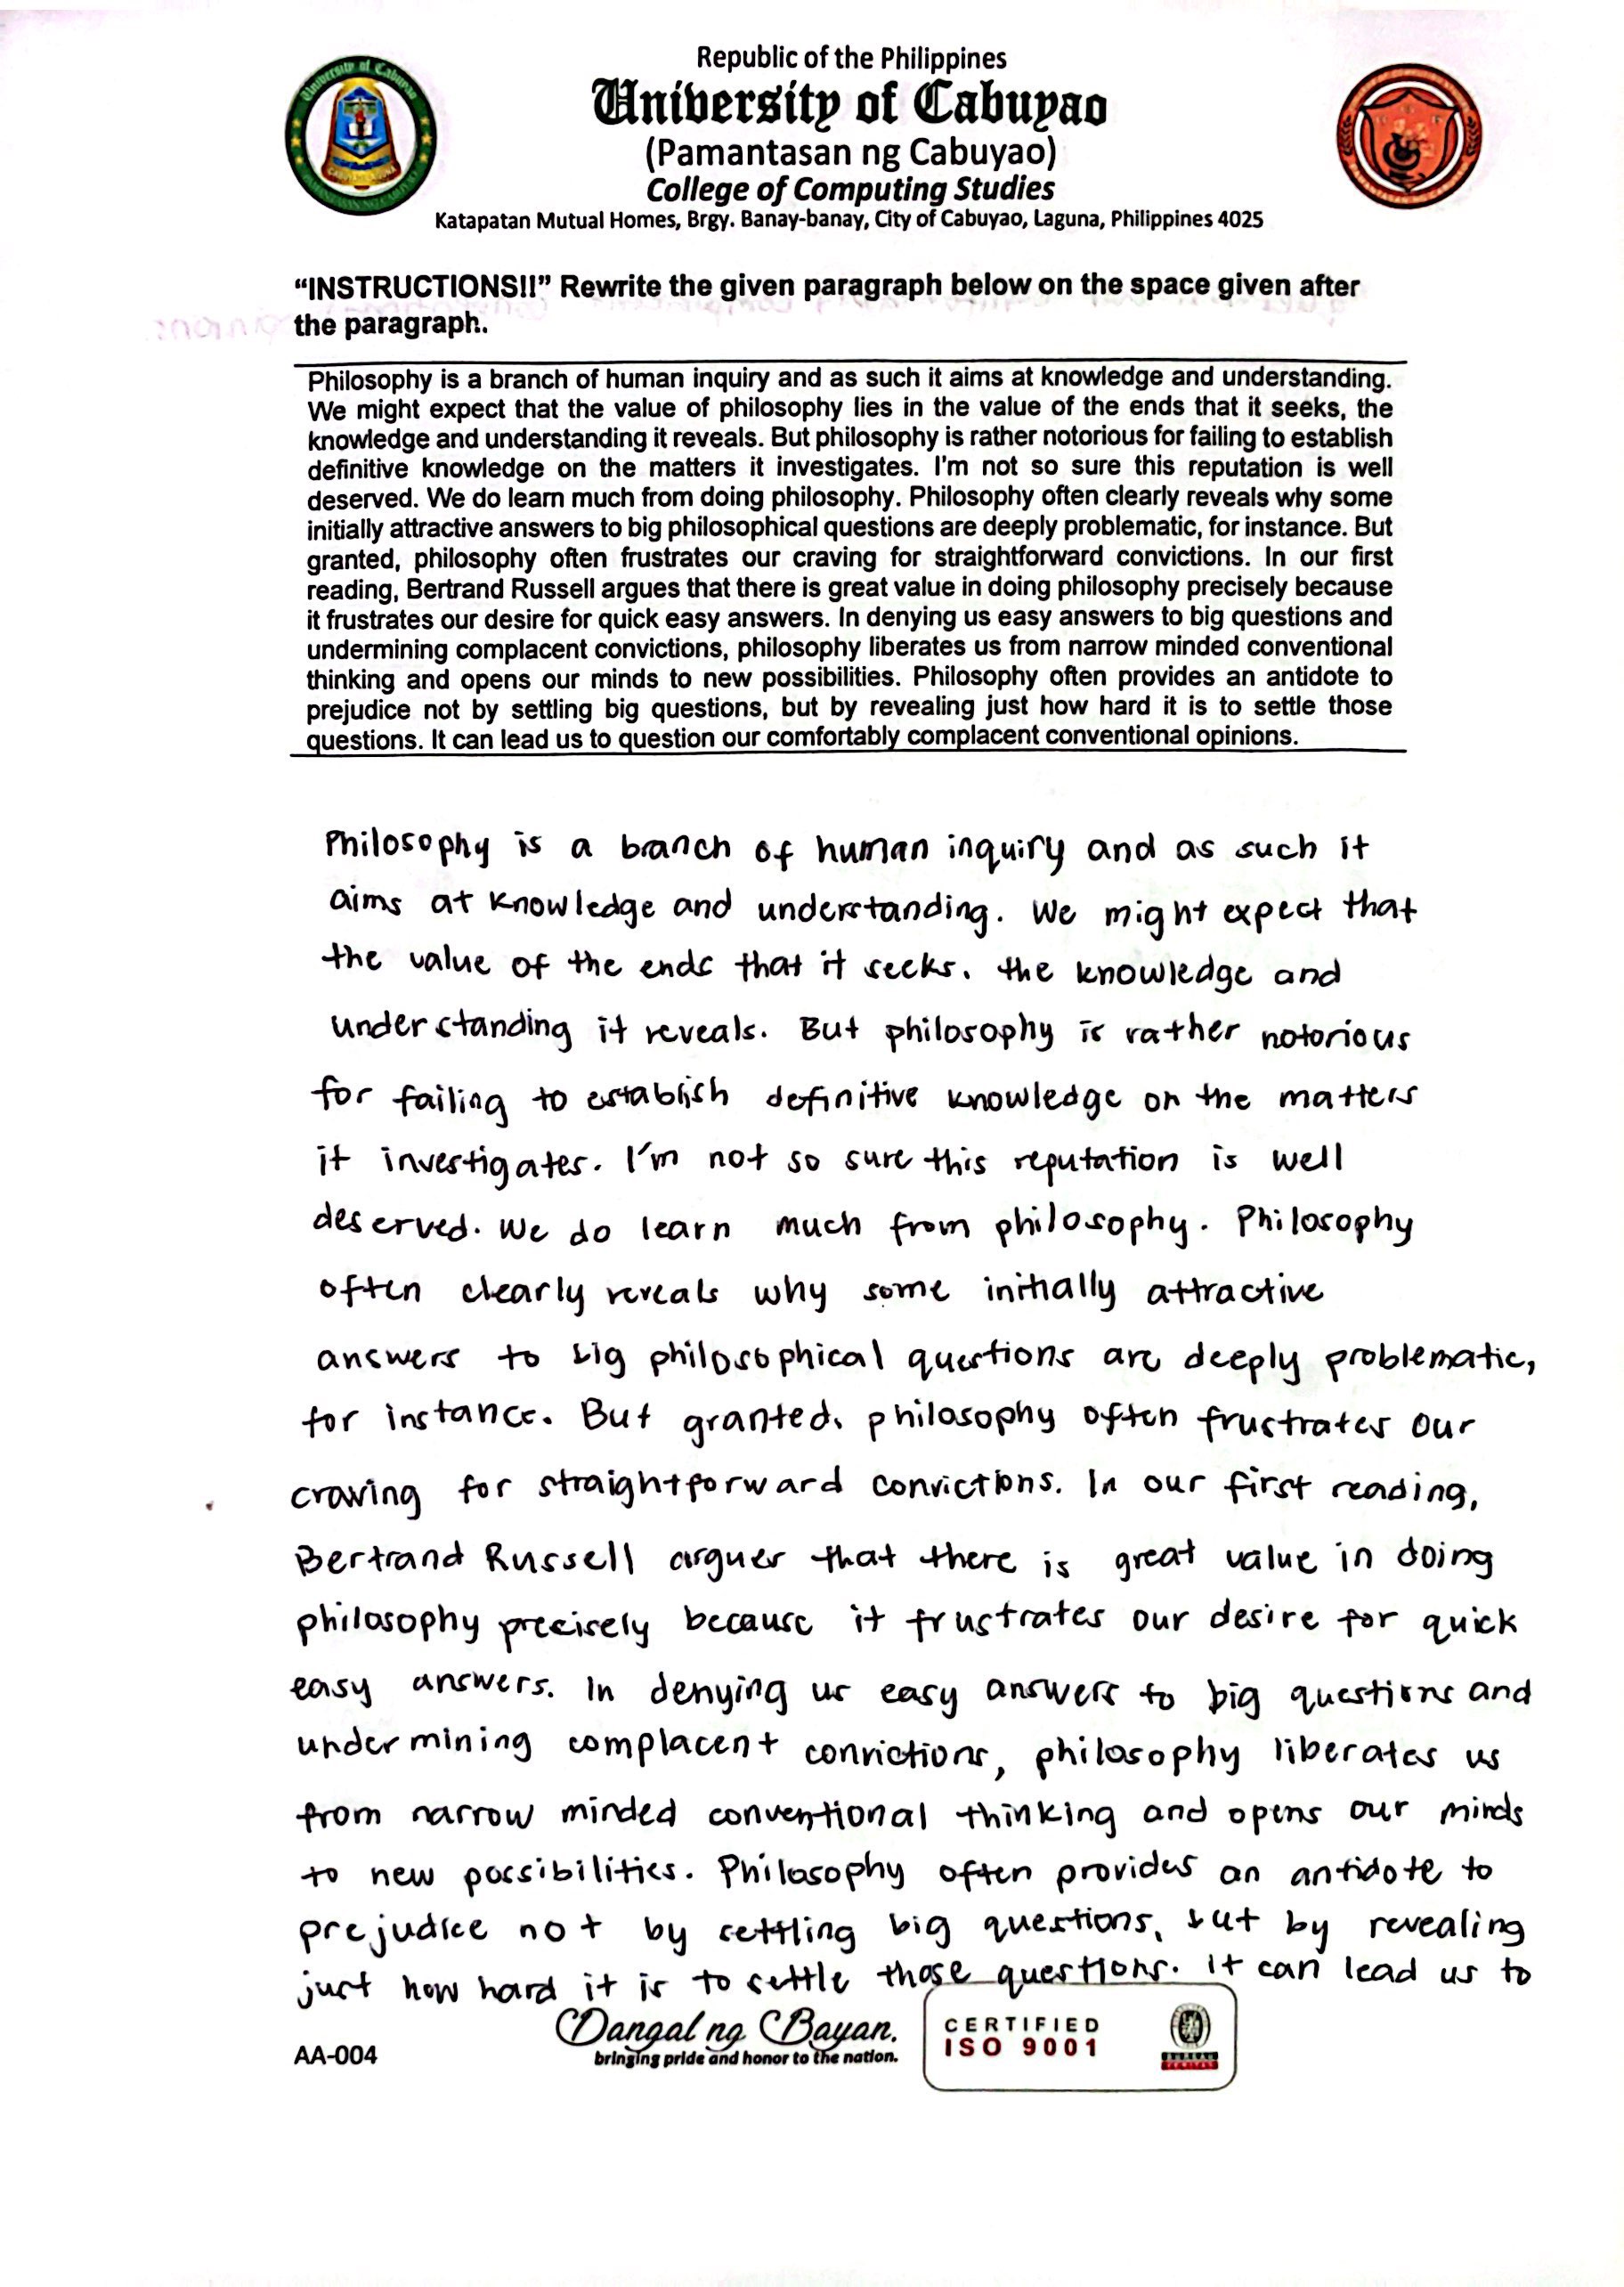 Republic of the Philippines
University of Cabuyao
(Pamantasan ng Cabuyao)
College of Computing Studies
Katapatan Mutual Homes, Brgy. Banay-banay, City of Cabuyao, Laguna, Philippines 4025
“INSTRUCTIONS!!” Rewrite the given paragraph below on the space given after
the paragraph.
Philosophy is a branch of human inquiry and as such it aims at knowledge and understanding.
We might expect that the value of philosophy lies in the value of the ends that it seeks, the
knowledge and understanding it reveals. But philosophy is rather notorious for failing to establish
definitive knowledge on the matters it investigates. I'm not so sure this reputation is well
deserved. We do learn much from doing philosophy. Philosophy often clearly reveals why some
initially attractive answers to big philosophical questions are deeply problematic, for instance. But
granted, philosophy often frustrates our craving for straightforward convictions. In our first
reading, Bertrand Russell argues that there is great value in doing philosophy precisely because
it frustrates our desire for quick easy answers. In denying us easy answers to big questions and
undermining complacent convictions, philosophy liberates us from narrow minded conventional
thinking and opens our minds to new possibilities. Philosophy often provides an antidote to
prejudice not by settling big questions, but by revealing just how hard it is to settle those
questions. It can lead us to question our comfortably complacent conventional opinions.
Philosophy is a branch of human inquiry and as such it
aims at knowledge and understanding. We might expect that
the value of the ends that it seeks, the knowledge and
understanding it reveals. But philosophy is rather notorious
for failing to establish definitive knowledge on the matters
it investigates. I'm not so sure this reputation is well
deserved. We do learn much from philosophy. Philosophy
often clearly reveals why some initially attractive
answers to big philosophical questions are deeply problematic,
for instance. But granted, philosophy often frustrates our
craving for straightforward convictions. In our first reading,
Bertrand Russell argues that there is great value in doing
philosophy precisely because it frustrates our desire for quick
easy answers. In denying us easy answers to big questions and
undermining complacent convictions, philosophy liberates us
from narrow minded conventional thinking and opens our minds
to new possibilities. Philosophy often provides an antidote to
prejudice not by settling big questions, but by revealing
just how hard it is to settle those questions. It can lead us to
AA-004
Dangal ng Bayan.
bringing pride and honor to the nation.
CERTIFIED
ISO 9001